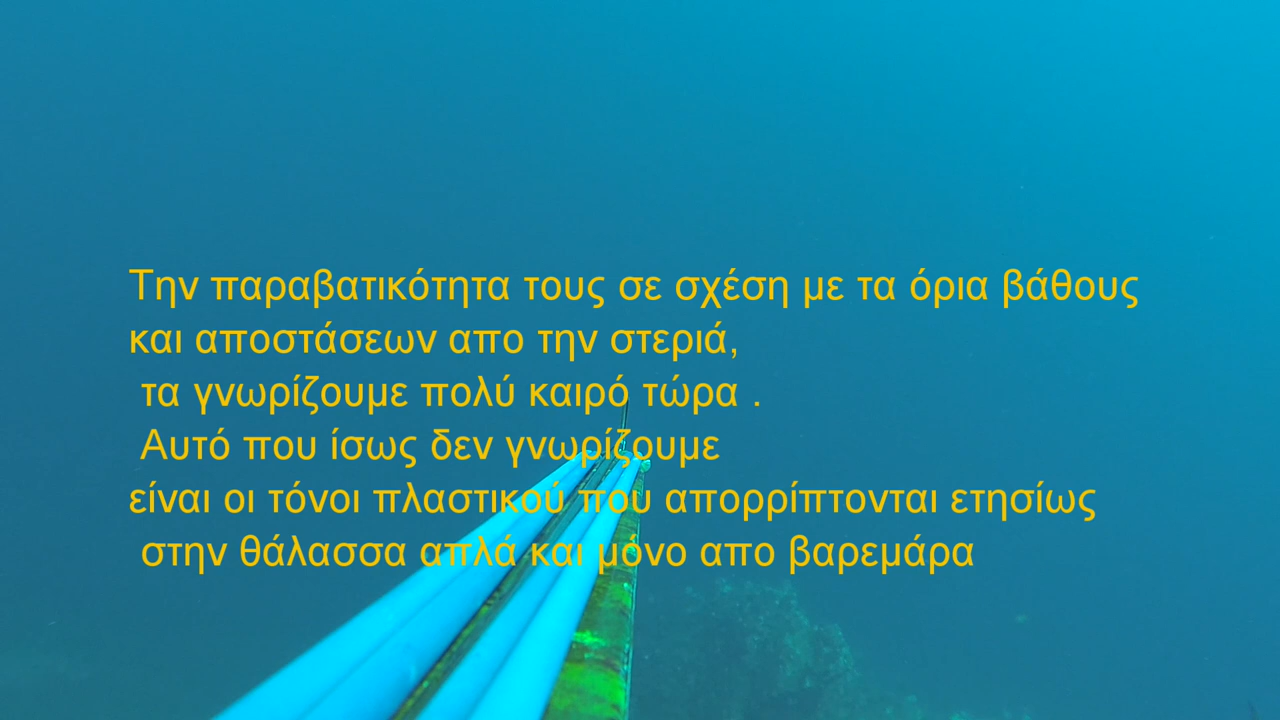 Την παραβατικότητα τους σε σχέση με τα όρια βάθους
και αποστάσεων απο την στεριά,
τα γνωρίζουμε πολύ καιρό τώρα .
Αυτό που ίσως δεν γνωρίζουμε
είναι οι τόνοι πλαστικού που απορρίπτονται ετησίως
στην θάλασσα απλά και μόνο απο βαρεμάρα